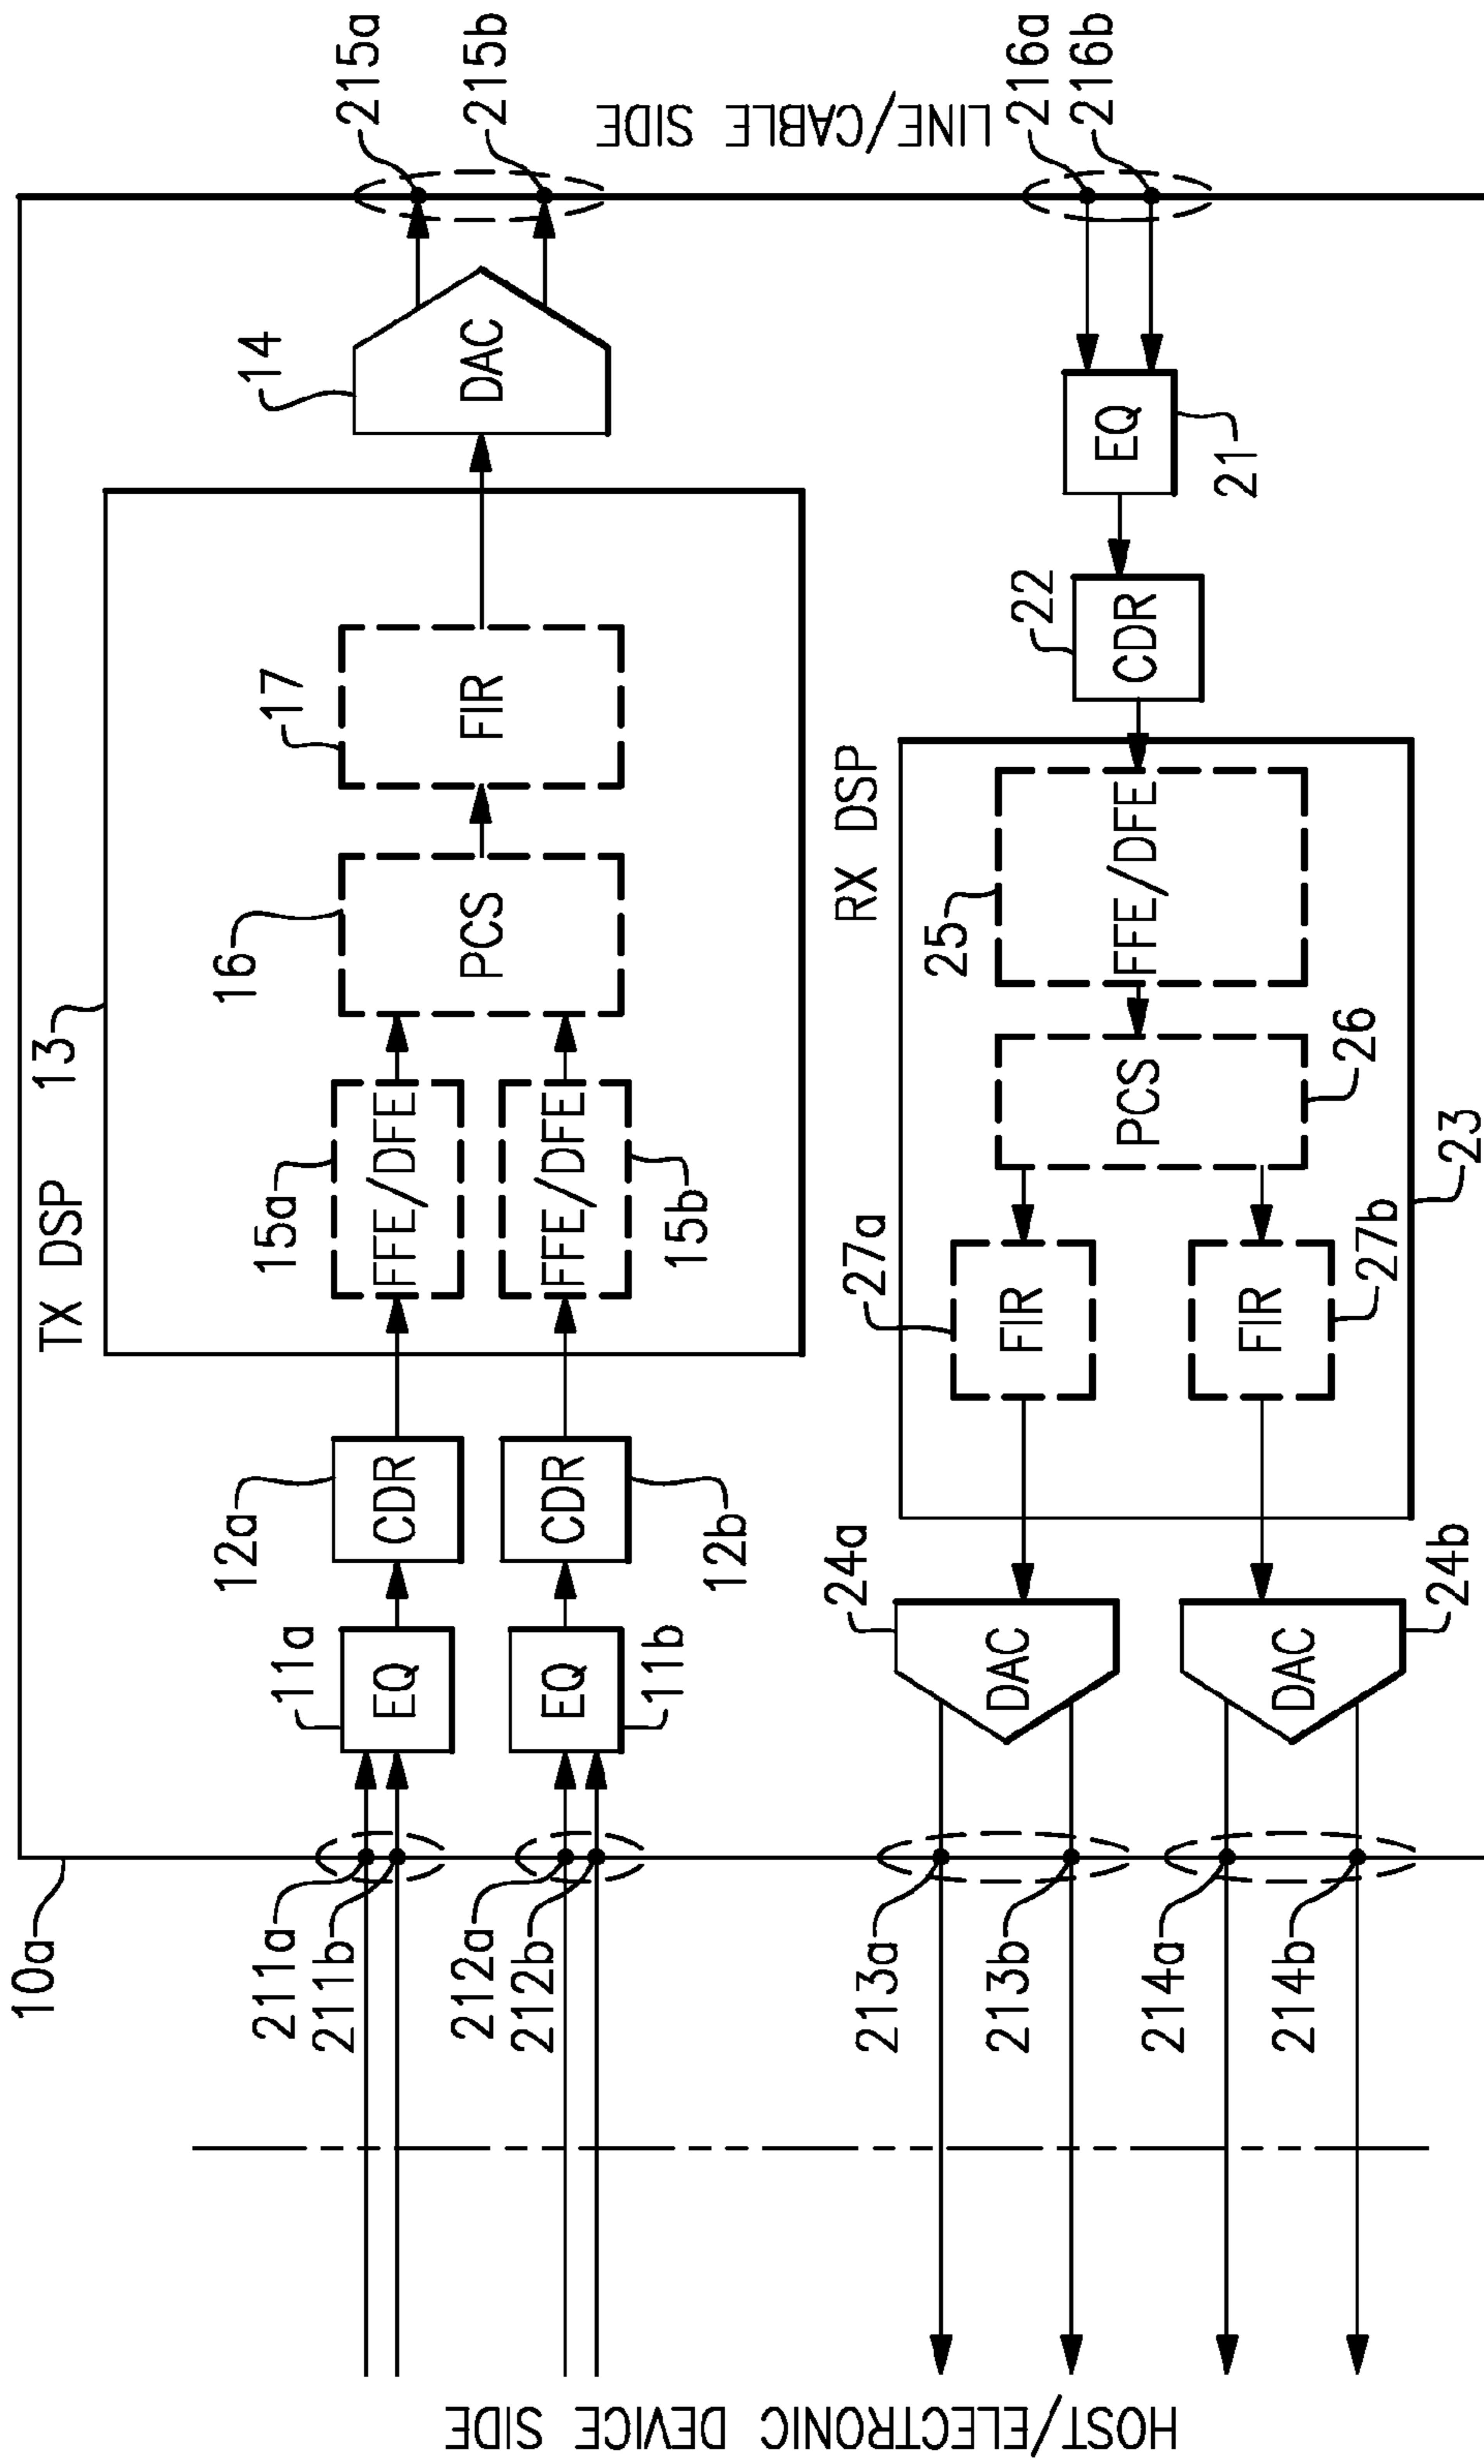 10a
TX DSP
13
HOST/ELECTRONIC DEVICE SIDE
LINE/CABLE SIDE
211a
211b
212a
212b
11a
EQ
11b
EQ
12a
CDR
12b
CDR
15a
FFE/DFE
15b
FFE/DFE
16
PCS
17
FIR
14
DAC
215a
215b
213a
213b
214a
214b
24a
DAC
24b
DAC
27a
FIR
27b
FIR
RX DSP
25
FFE/DFE
PCS
26
23
22
CDR
EQ
21
216a
216b